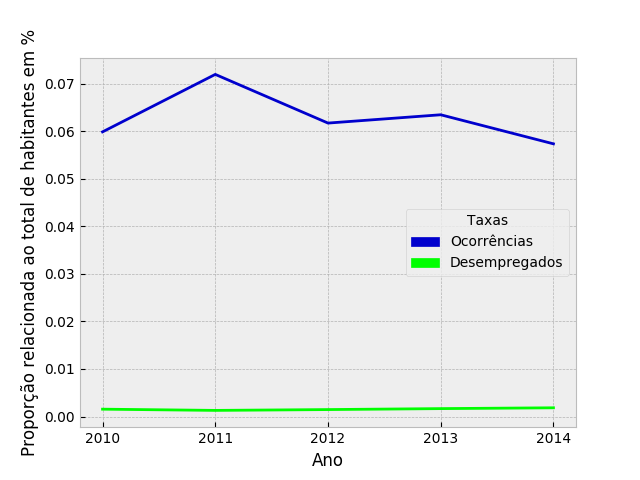 Proporção relacionada ao total de habitantes em %
0.07
0.06
0.05
0.04
0.03
0.02
0.01
0.00
Taxas
Ocorrências
Desempregados
2010 2011 2012 2013 2014
Ano